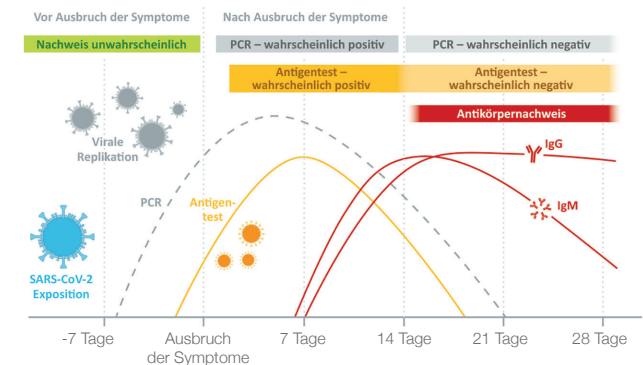 Vor Ausbruch der Symptome
Nach Ausbruch der Symptome
Nachweis unwahrscheinlich
PCR – wahrscheinlich positiv
PCR – wahrscheinlich negativ
Antigentest –
wahrscheinlich positiv
Antigentest –
wahrscheinlich negativ
Antikörpernachweis
Virale
Replikation
IgG
PCR
Antigen-
test
IgM
SARS-CoV-2
Exposition
-7 Tage
Ausbruch
der Symptome
7 Tage
14 Tage
21 Tage
28 Tage